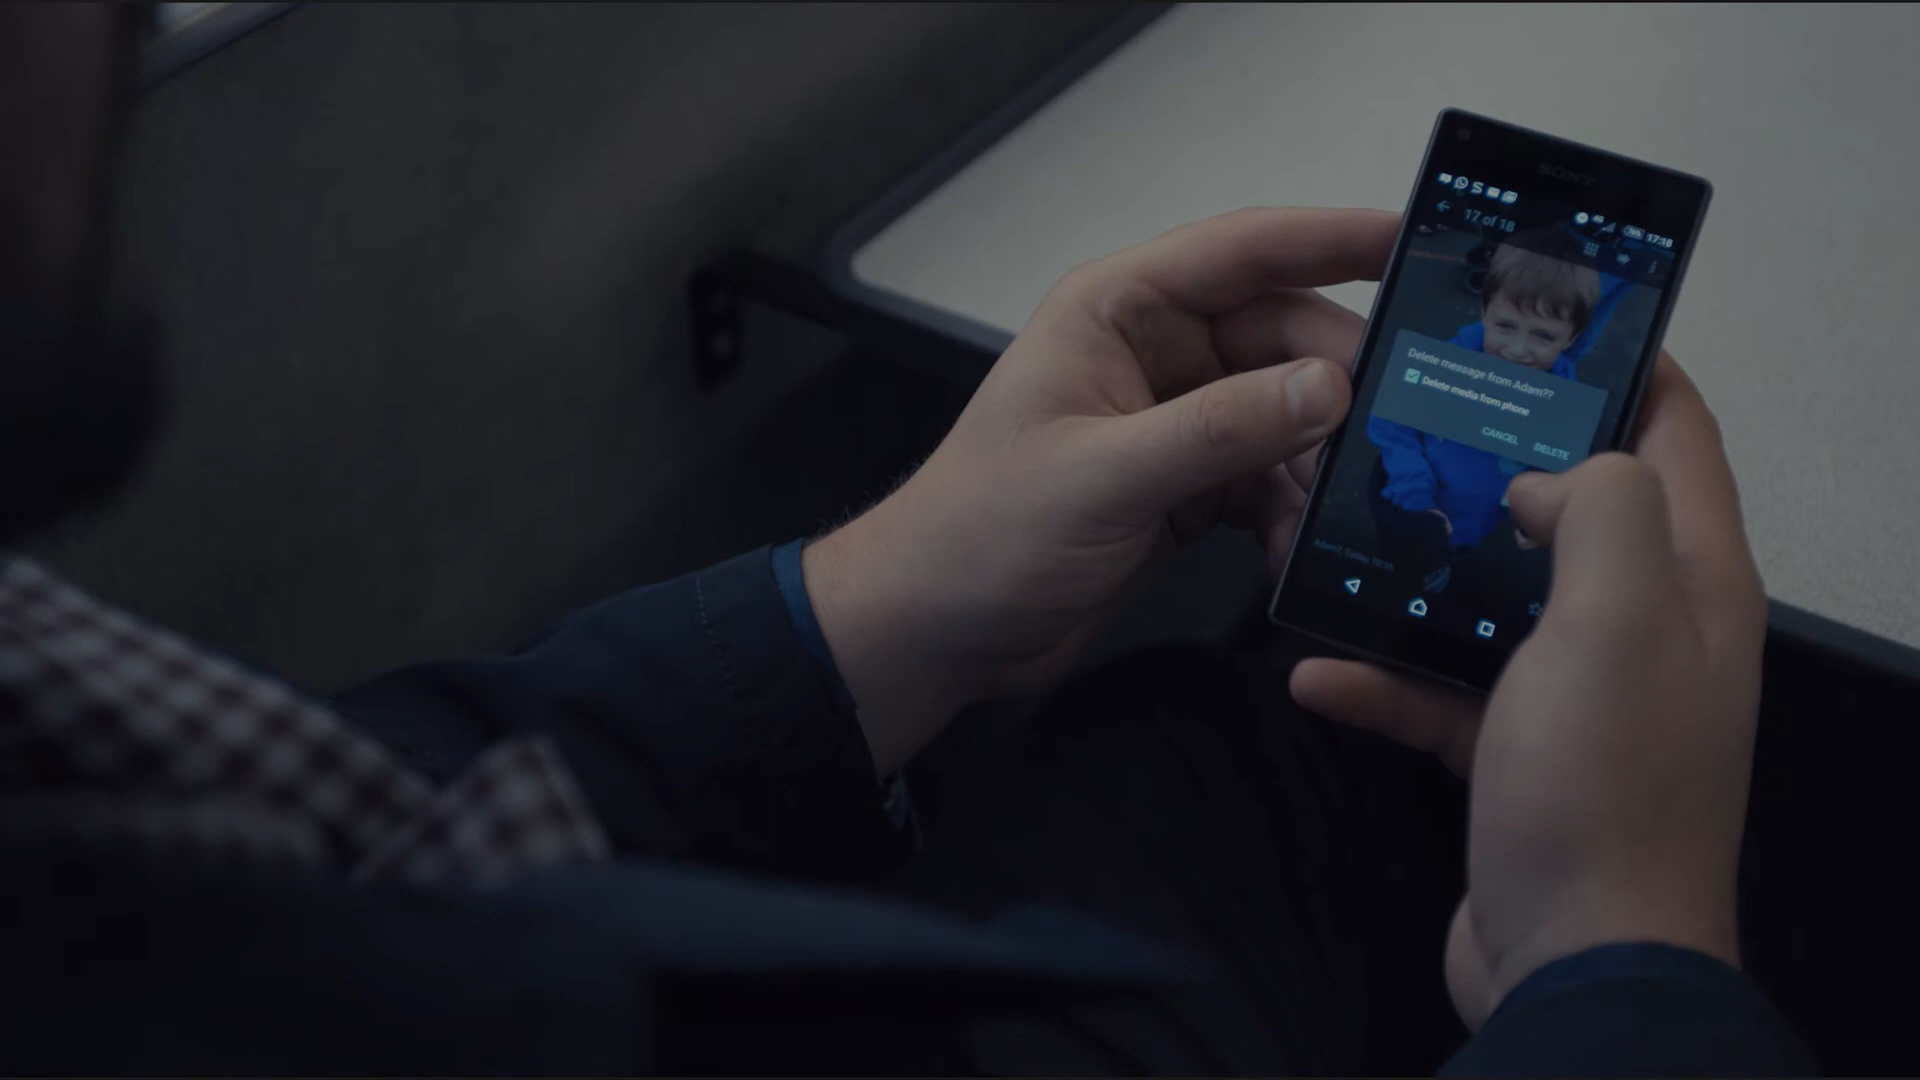 SONY
17:18
17 of 18
Delete message from Adam??
Delete media from phone
CANCEL DELETE